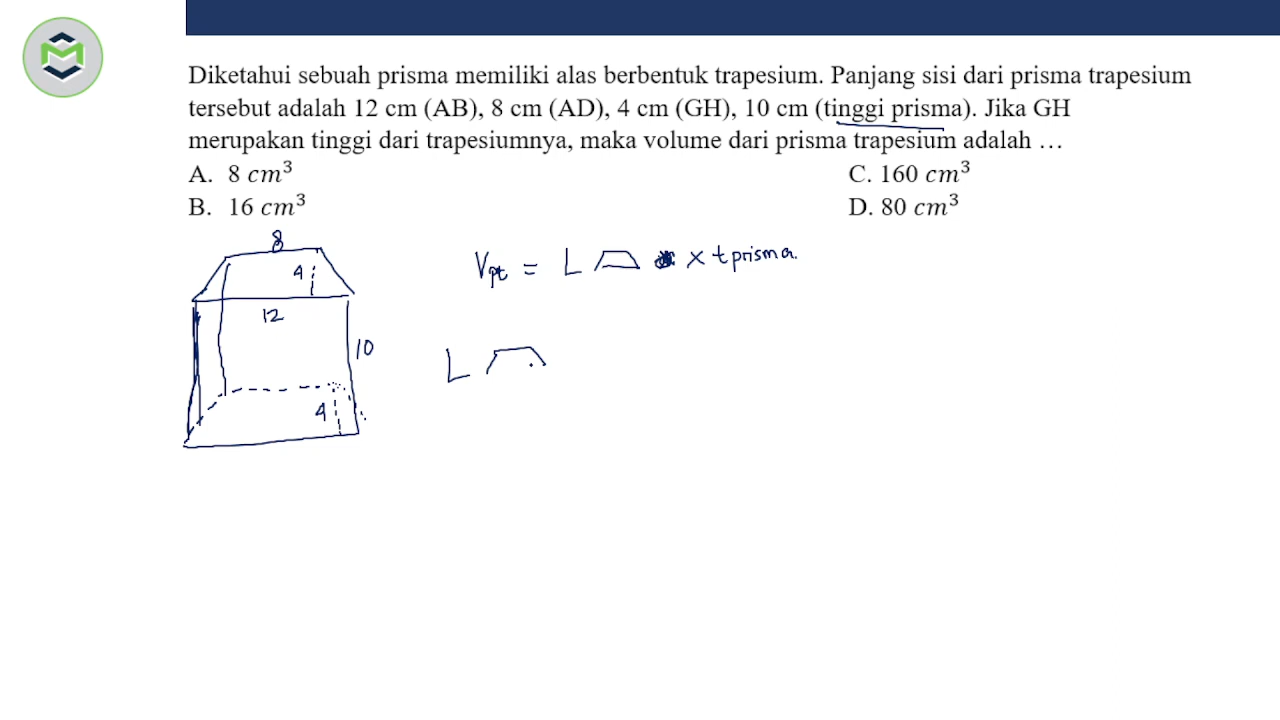 Diketahui sebuah prisma memiliki alas berbentuk trapesium. Panjang sisi dari prisma trapesium
tersebut adalah 12 cm (AB), 8 cm (AD), 4 cm (GH), 10 cm (tinggi prisma). Jika GH
merupakan tinggi dari trapesiumnya, maka volume dari prisma trapesium adalah …
A. 8 cm³
C. 160 cm³
B. 16 cm³
D. 80 cm³
8
4
12
10
4
Vpt = L × t prisma.
L